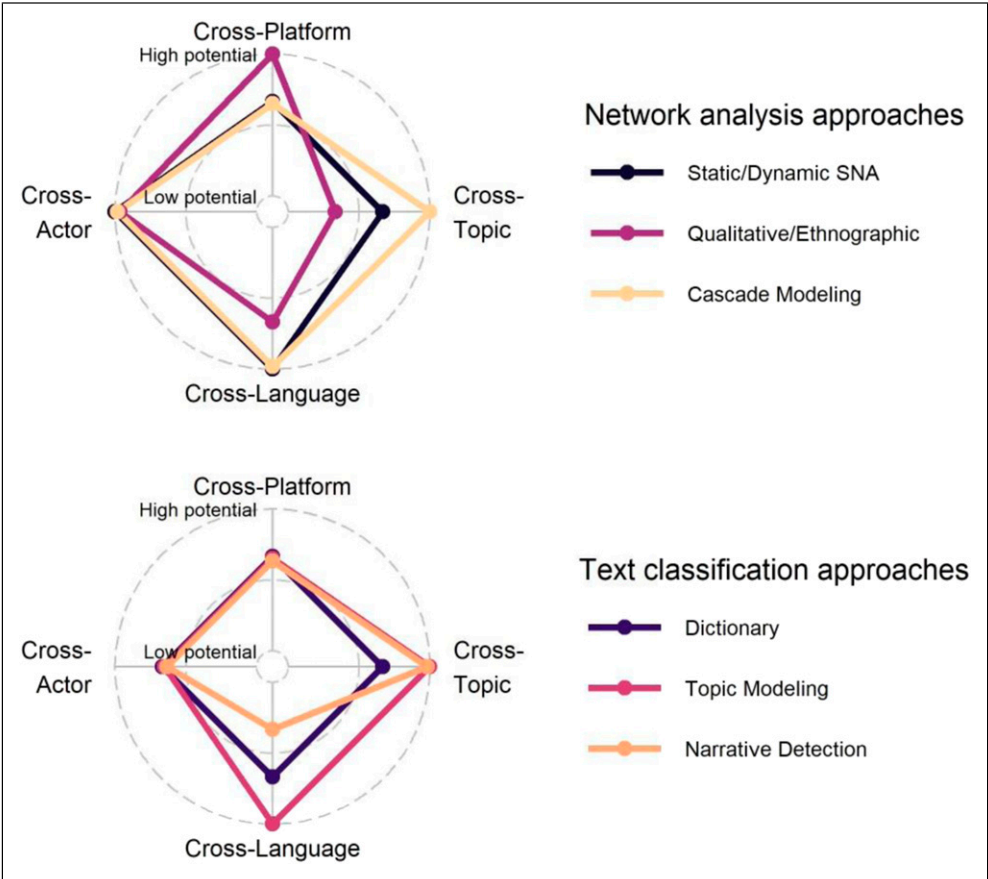 Cross-Platform
High potential
Network analysis approaches
Static/Dynamic SNA
Cross-
Actor
Low potential
Cross-
Topic
Qualitative/Ethnographic
Cascade Modeling
Cross-Language
Cross-Platform
High potential
Text classification approaches
Dictionary
Cross-
Actor
Low potential
Cross-
Topic
Topic Modeling
Narrative Detection
Cross-Language